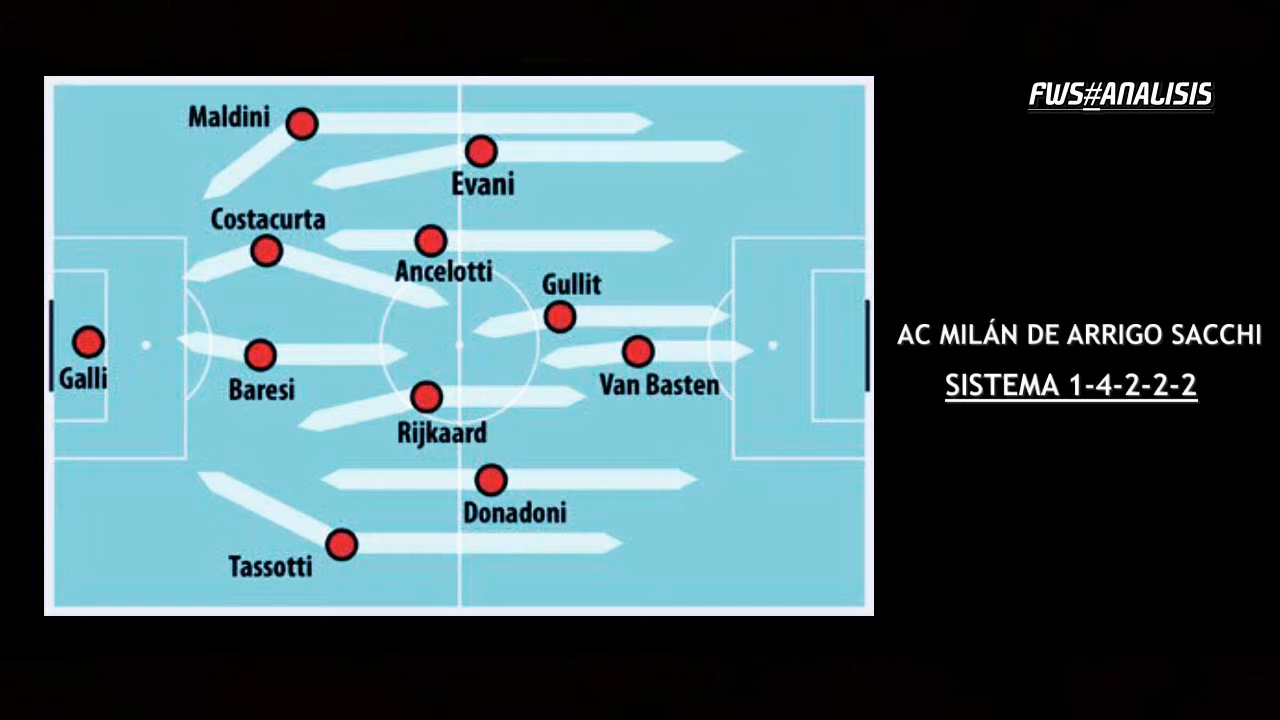 FWS#ANALISIS
Maldini
Evani
Costacurta
Ancelotti
Gullit
Galli
Baresi
Van Basten
Rijkaard
Donadoni
Tassotti
AC MILÁN DE ARRIGO SACCHI
SISTEMA 1-4-2-2-2